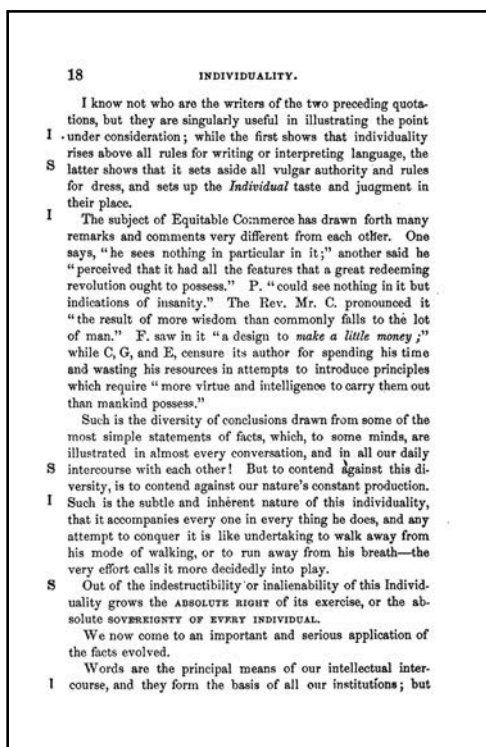 18 INDIVIDUALITY.
I know not who are the writers of the two preceding quota-
tions, but they are singularly useful in illustrating the point
I under consideration; while the first shows that individuality
rises above all rules for writing or interpreting language, the
S latter shows that it sets aside all vulgar authority and rules
for dress, and sets up the Individual taste and juagment in
their place.
I The subject of Equitable Commerce has drawn forth many
remarks and comments very different from each other. One
says, "he sees nothing in particular in it;" another said he
"perceived that it had all the features that a great redeeming
revolution ought to possess." P. "could see nothing in it but
indications of insanity." The Rev. Mr. C. pronounced it
"the result of more wisdom than commonly falls to the lot
of man." F. saw in it "a design to make a little money;"
while C, G, and E, censure its author for spending his time
and wasting his resources in attempts to introduce principles
which require "more virtue and intelligence to carry them out
than mankind possess."
Such is the diversity of conclusions drawn from some of the
most simple statements of facts, which, to some minds, are
illustrated in almost every conversation, and in all our daily
S intercourse with each other! But to contend against this di-
versity, is to contend against our nature's constant production.
I Such is the subtle and inherent nature of this individuality,
that it accompanies every one in every thing he does, and any
attempt to conquer it is like undertaking to walk away from
his mode of walking, or to run away from his breath—the
very effort calls it more decidedly into play.
S Out of the indestructibility or inalienability of this Individ-
uality grows the ABSOLUTE RIGHT of its exercise, or the ab-
solute SOVEREIGNTY OF EVERY INDIVIDUAL.
We now come to an important and serious application of
the facts evolved.
Words are the principal means of our intellectual inter-
I course, and they form the basis of all our institutions; but